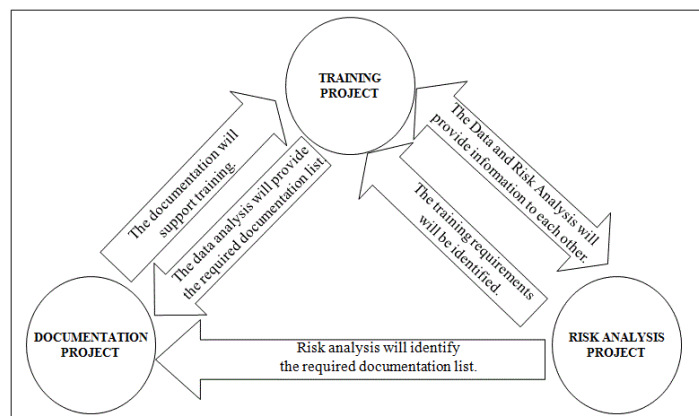 TRAINING
PROJECT
The documentation will
support training.
The data analysis will provide
the required documentation list.
The Data and Risk Analysis will
provide information to each other.
The training requirements
will be identified.
DOCUMENTATION
PROJECT
Risk analysis will identify
the required documentation list.
RISK ANALYSIS
PROJECT